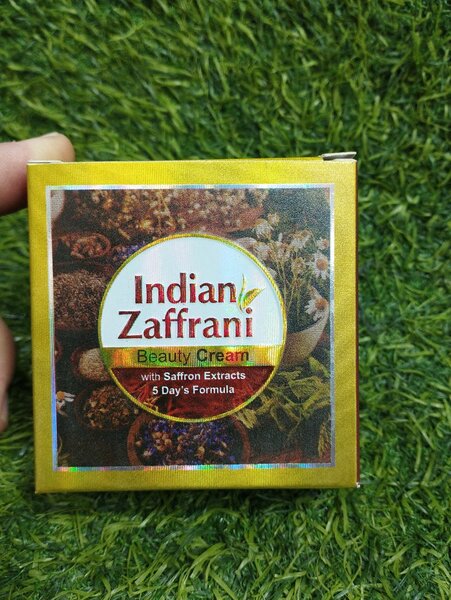 Indian
Zaffrani
Beauty Cream
with Saffron Extracts
5 Day's Formula